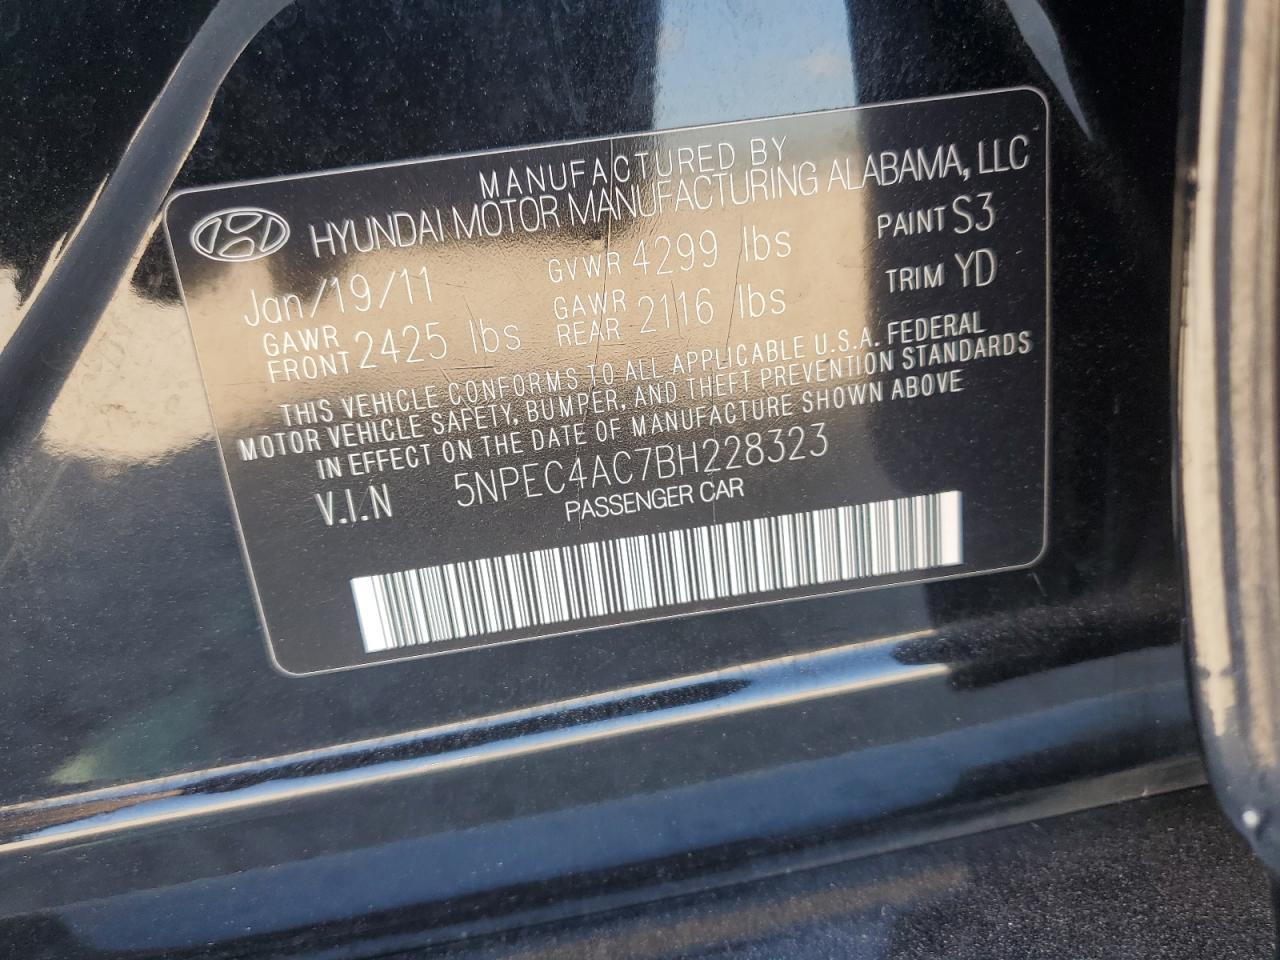 MANUFACTURED BY
HYUNDAI MOTOR MANUFACTURING ALABAMA, LLC
Jan/19/11 GVWR 4299 lbs PAINT S3
GAWR FRONT 2425 lbs GAWR REAR 2116 lbs TRIM YD
THIS VEHICLE CONFORMS TO ALL APPLICABLE U.S.A. FEDERAL
MOTOR VEHICLE SAFETY, BUMPER, AND THEFT PREVENTION STANDARDS
IN EFFECT ON THE DATE OF MANUFACTURE SHOWN ABOVE
V.I.N 5NPEC4AC7BH228323
PASSENGER CAR